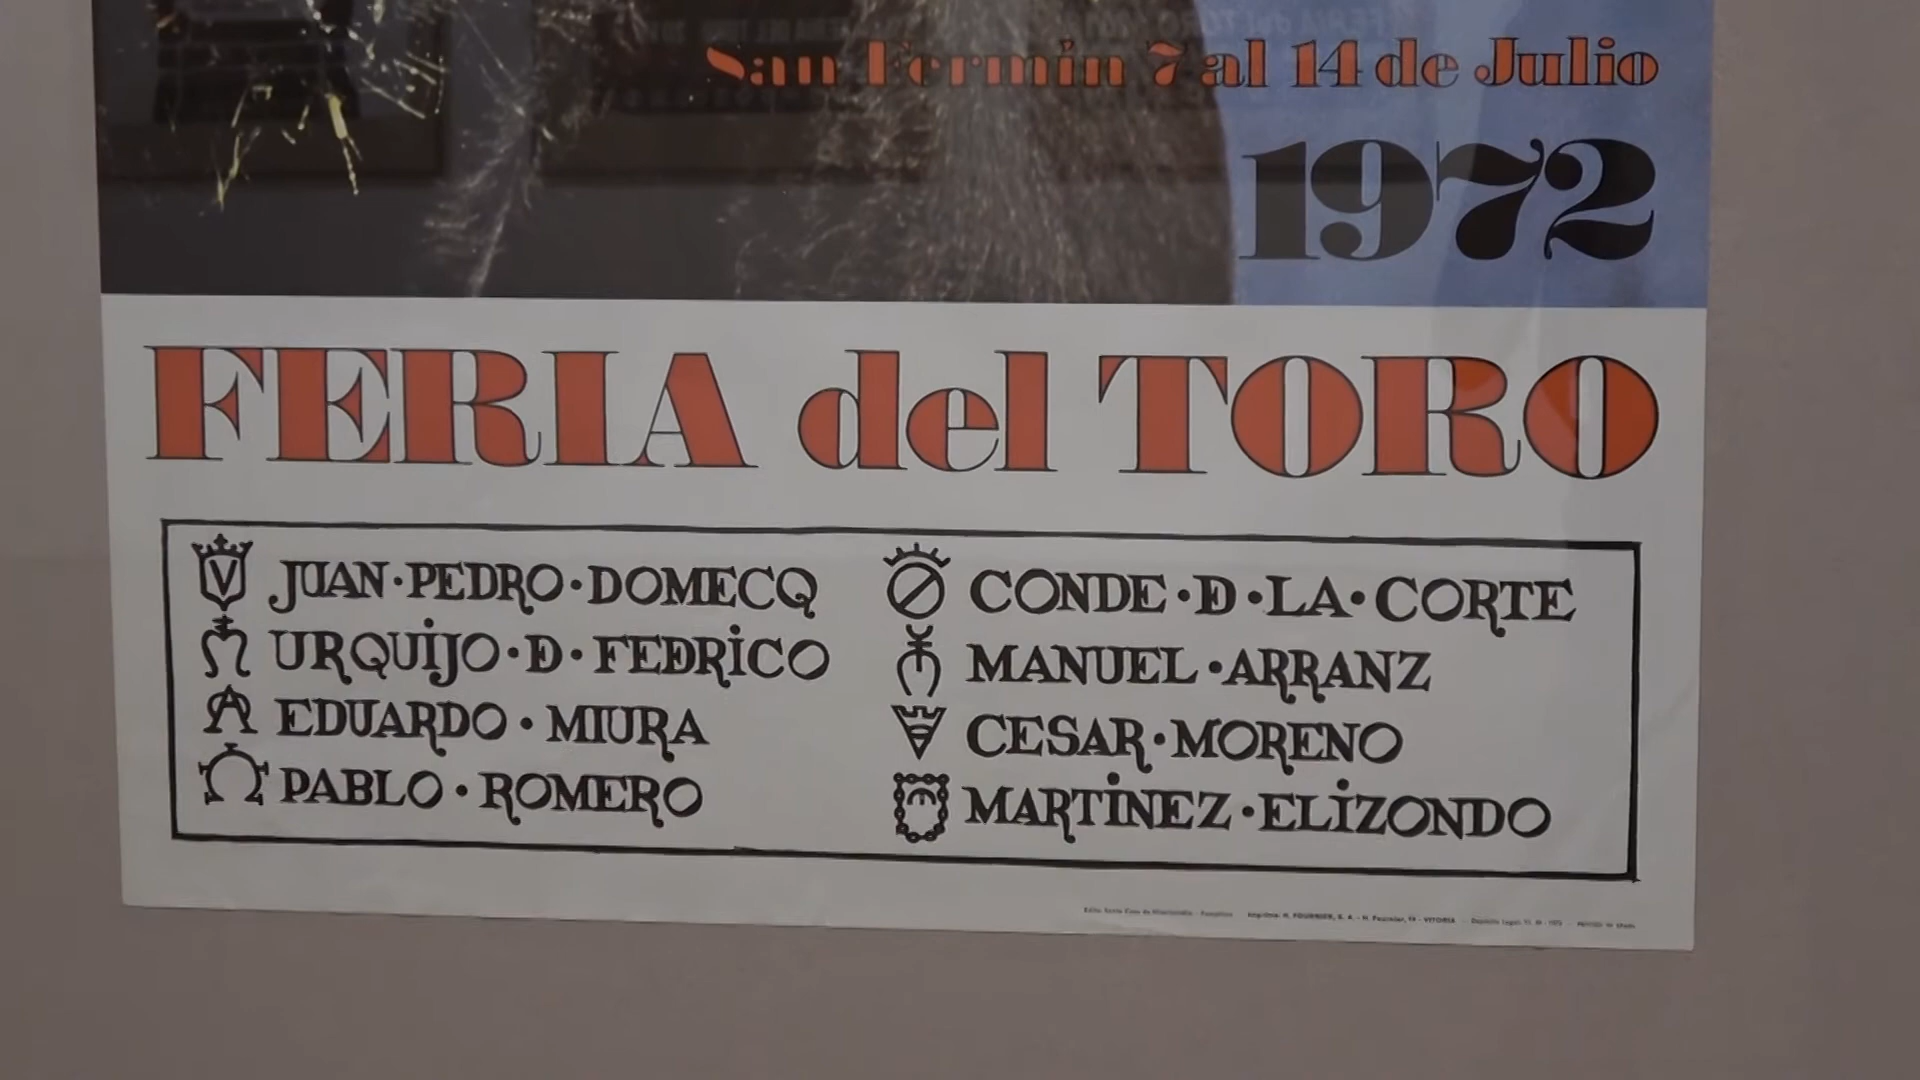 San Fermín 7 al 14 de Julio
1972
FERIA del TORO
JUAN·PEDRO·DOMECQ
URQUIJO·D·FEDRICO
EDUARDO·MIURA
PABLO·ROMERO
CONDE·D·LA·CORTE
MANUEL·ARRANZ
CESAR·MORENO
MARTINEZ·ELIZONDO